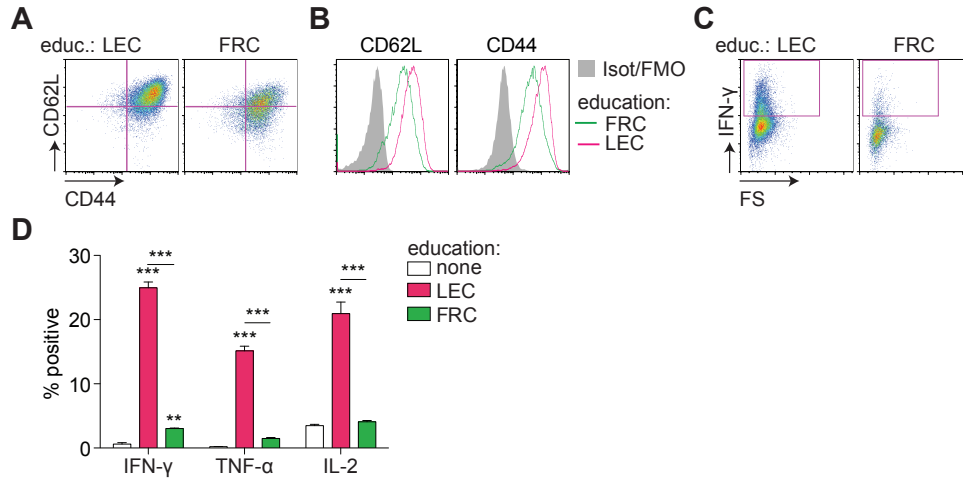 A
educ.: LEC
FRC
CD62L
CD44
B
CD62L
CD44
Isot/FMO
education:
FRC
LEC
C
educ.: LEC
FRC
IFN-γ
FS
D
% positive
30
20
10
0
***
***
**
***
***
***
***
IFN-γ
TNF-α
IL-2
education:
none
LEC
FRC